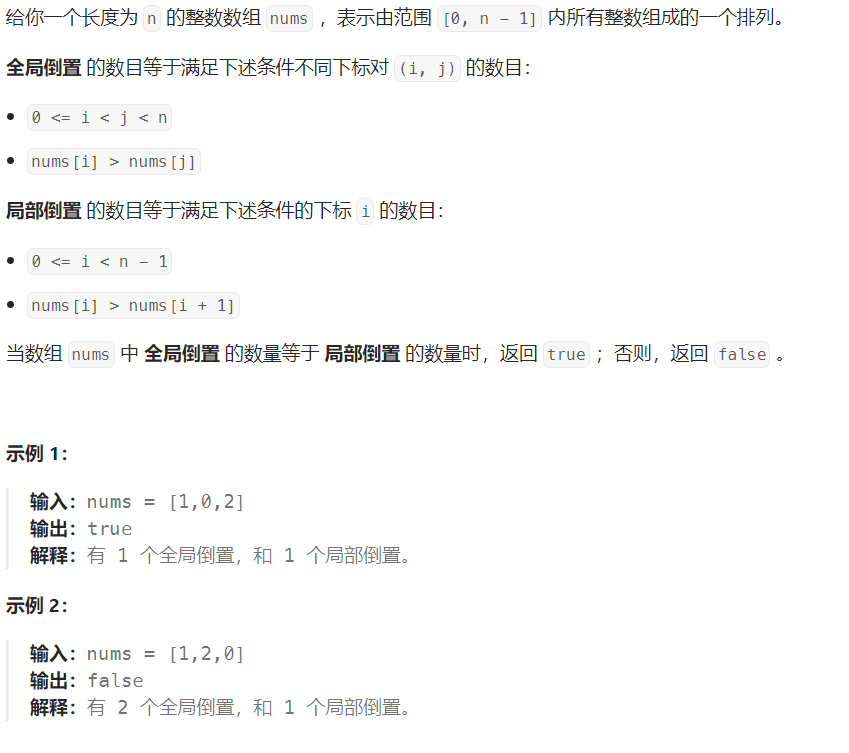 给你一个长度为 n 的整数数组 nums ，表示由范围 [0, n - 1] 内所有整数组成的一个排列。
全局倒置 的数目等于满足下述条件不同下标对 (i, j) 的数目：
• 0 <= i < j < n
• nums[i] > nums[j]
局部倒置 的数目等于满足下述条件的下标 i 的数目：
• 0 <= i < n - 1
• nums[i] > nums[i + 1]
当数组 nums 中 全局倒置 的数量等于 局部倒置 的数量时，返回 true ；否则，返回 false 。
示例 1：
输入：nums = [1,0,2]
输出：true
解释：有 1 个全局倒置，和 1 个局部倒置。
示例 2：
输入：nums = [1,2,0]
输出：false
解释：有 2 个全局倒置，和 1 个局部倒置。